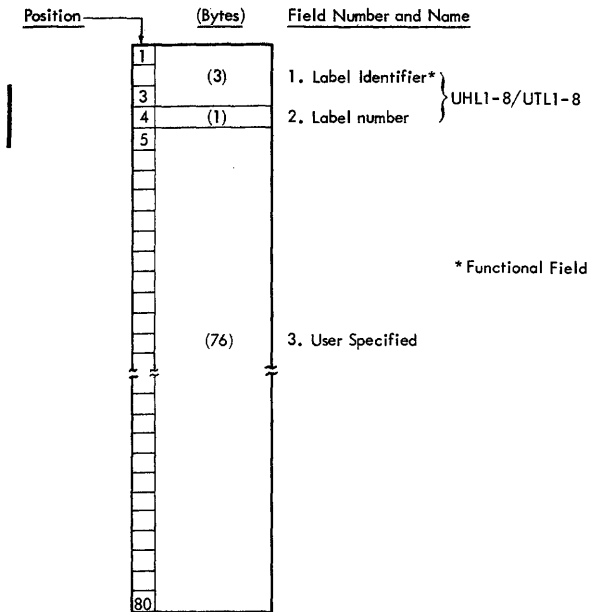 Position (Bytes) Field Number and Name
1
(3) 1. Label Identifier*
UHL1-8/UTL1-8
3
4 (1) 2. Label number
5
*Functional Field
(76) 3. User Specified
80